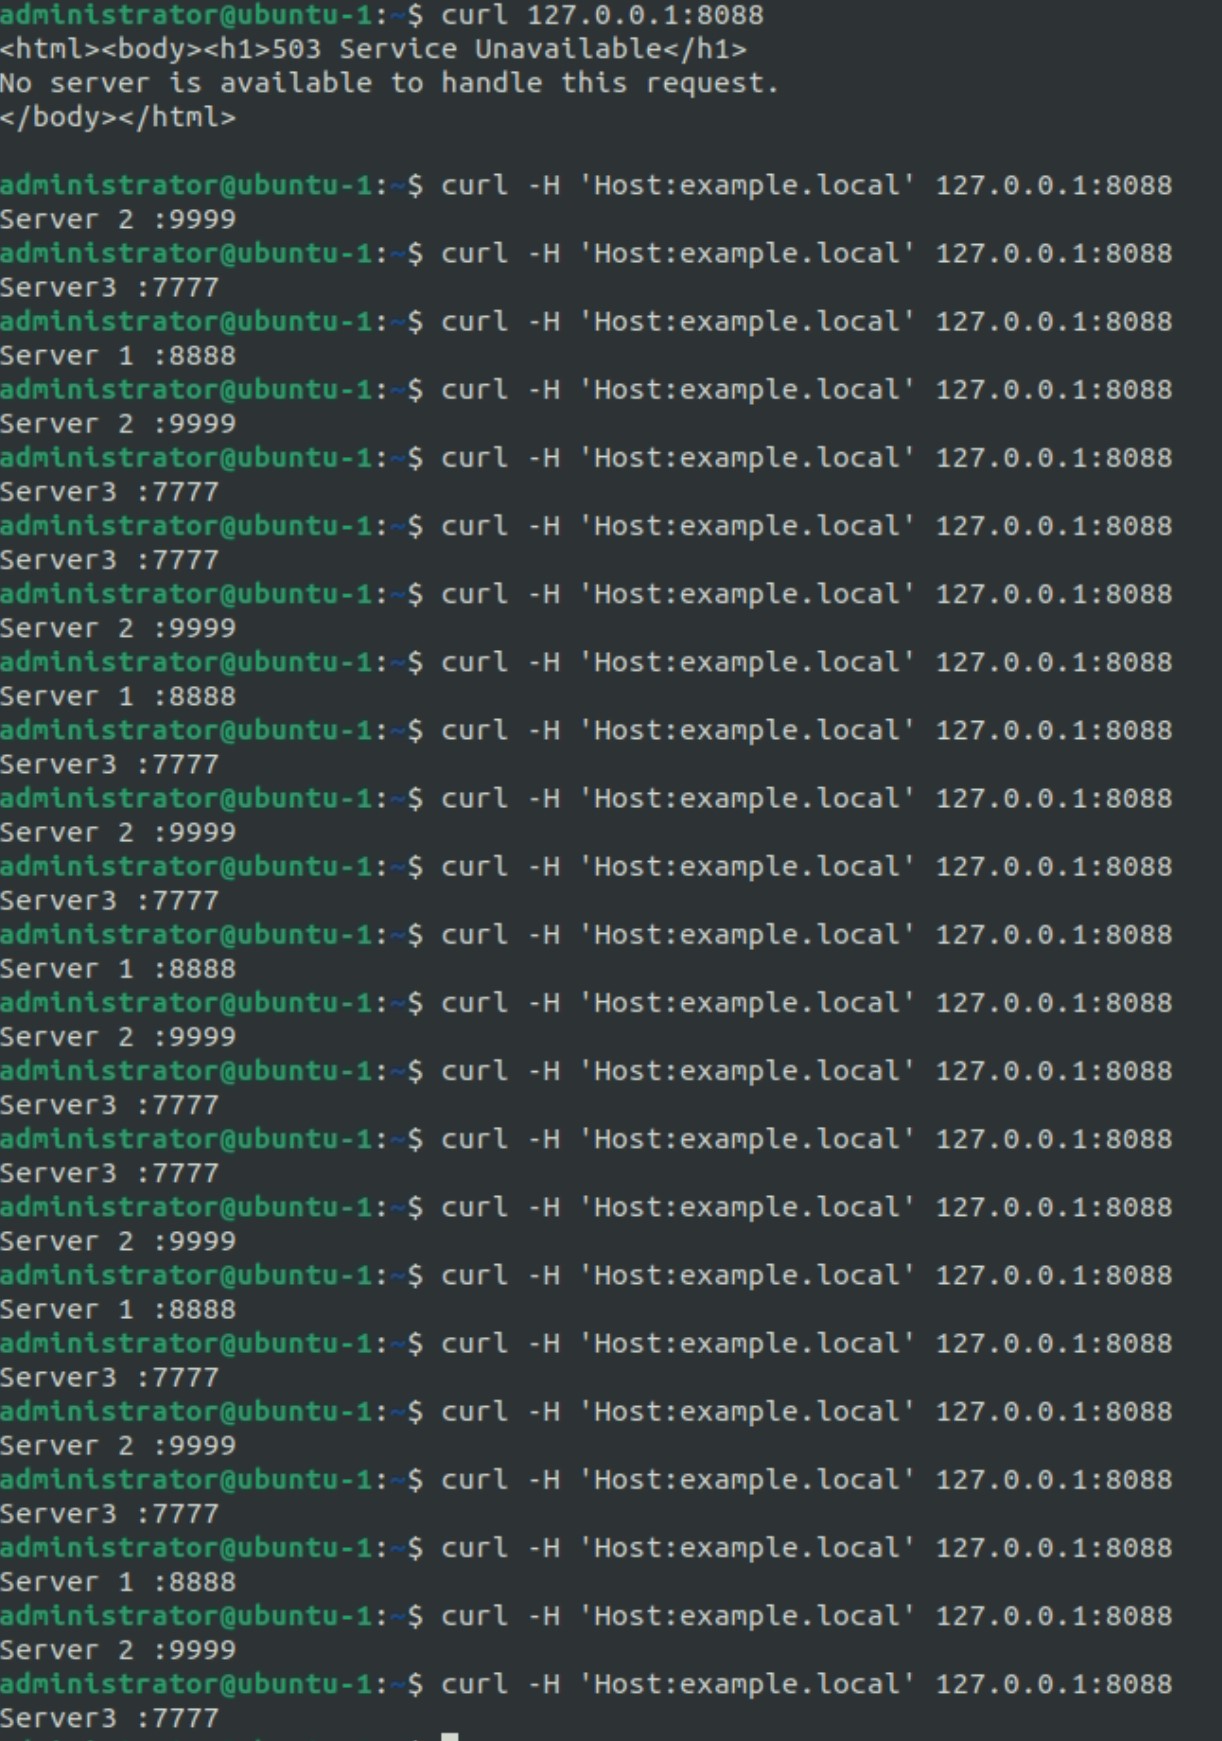 administrator@ubuntu-1:~$ curl 127.0.0.1:8088
<html><body><h1>503 Service Unavailable</h1>
No server is available to handle this request.
</body></html>
administrator@ubuntu-1:~$ curl -H 'Host:example.local' 127.0.0.1:8088
Server 2 :9999
administrator@ubuntu-1:~$ curl -H 'Host:example.local' 127.0.0.1:8088
Server3 :7777
administrator@ubuntu-1:~$ curl -H 'Host:example.local' 127.0.0.1:8088
Server 1 :8888
administrator@ubuntu-1:~$ curl -H 'Host:example.local' 127.0.0.1:8088
Server 2 :9999
administrator@ubuntu-1:~$ curl -H 'Host:example.local' 127.0.0.1:8088
Server3 :7777
administrator@ubuntu-1:~$ curl -H 'Host:example.local' 127.0.0.1:8088
Server3 :7777
administrator@ubuntu-1:~$ curl -H 'Host:example.local' 127.0.0.1:8088
Server 2 :9999
administrator@ubuntu-1:~$ curl -H 'Host:example.local' 127.0.0.1:8088
Server 1 :8888
administrator@ubuntu-1:~$ curl -H 'Host:example.local' 127.0.0.1:8088
Server3 :7777
administrator@ubuntu-1:~$ curl -H 'Host:example.local' 127.0.0.1:8088
Server 2 :9999
administrator@ubuntu-1:~$ curl -H 'Host:example.local' 127.0.0.1:8088
Server3 :7777
administrator@ubuntu-1:~$ curl -H 'Host:example.local' 127.0.0.1:8088
Server 1 :8888
administrator@ubuntu-1:~$ curl -H 'Host:example.local' 127.0.0.1:8088
Server 2 :9999
administrator@ubuntu-1:~$ curl -H 'Host:example.local' 127.0.0.1:8088
Server3 :7777
administrator@ubuntu-1:~$ curl -H 'Host:example.local' 127.0.0.1:8088
Server3 :7777
administrator@ubuntu-1:~$ curl -H 'Host:example.local' 127.0.0.1:8088
Server 2 :9999
administrator@ubuntu-1:~$ curl -H 'Host:example.local' 127.0.0.1:8088
Server 1 :8888
administrator@ubuntu-1:~$ curl -H 'Host:example.local' 127.0.0.1:8088
Server3 :7777
administrator@ubuntu-1:~$ curl -H 'Host:example.local' 127.0.0.1:8088
Server 2 :9999
administrator@ubuntu-1:~$ curl -H 'Host:example.local' 127.0.0.1:8088
Server3 :7777
administrator@ubuntu-1:~$ curl -H 'Host:example.local' 127.0.0.1:8088
Server 1 :8888
administrator@ubuntu-1:~$ curl -H 'Host:example.local' 127.0.0.1:8088
Server 2 :9999
administrator@ubuntu-1:~$ curl -H 'Host:example.local' 127.0.0.1:8088
Server3 :7777